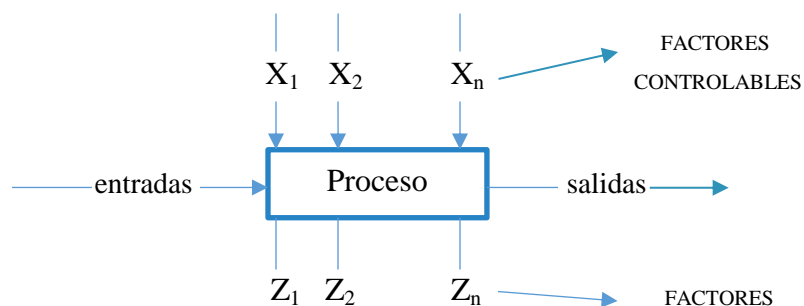 FACTORES
CONTROLABLES
X₁ X₂ Xₙ
entradas Proceso salidas
Z₁ Z₂ Zₙ FACTORES